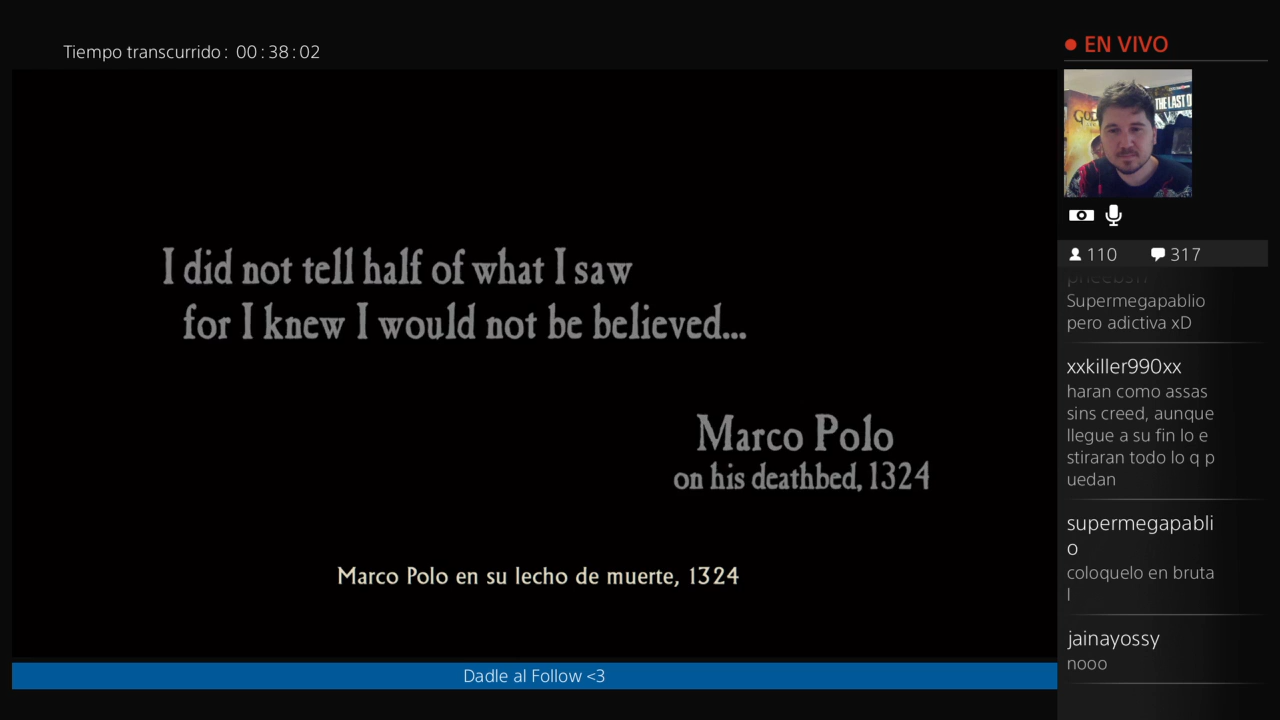 Tiempo transcurrido : 00 : 38 : 02
EN VIVO
THE LAST
I did not tell half of what I saw
for I knew I would not be believed...
Marco Polo
on his deathbed, 1324
Marco Polo en su lecho de muerte, 1324
Dadle al Follow <3
110 317
Supermegapablio
pero adictiva xD
xxkiller990xx
haran como assas
sins creed, aunque
llegue a su fin lo e
stiraran todo lo q p
uedan
supermegapabli
o
coloquelo en bruta
l
jainayossy
nooo